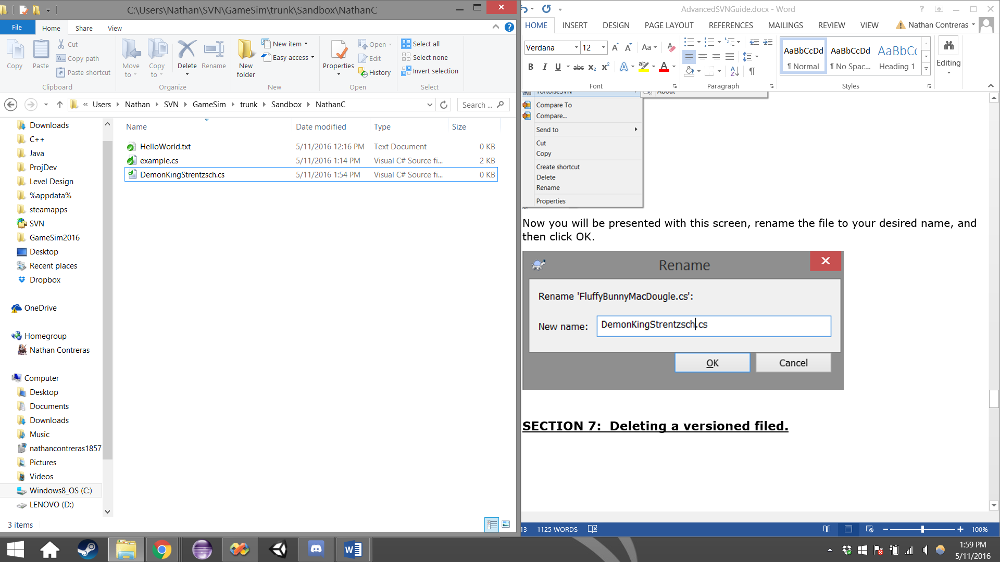 C:\Users\Nathan\SVN\GameSim\trunk\Sandbox\NathanC
File
Home
Share
View
Copy
Paste
Cut
Copy path
Paste shortcut
Clipboard
Move to
Copy to
Delete
Rename
Organize
New folder
New item
Easy access
New
Properties
Open
Edit
History
Open
Select all
Select none
Invert selection
Select
« Users Nathan SVN GameSim trunk Sandbox NathanC
Search ...
Downloads
C++
Java
ProjDev
Level Design
%appdata%
steamapps
SVN
GameSim2016
Desktop
Recent places
Dropbox
OneDrive
Homegroup
Nathan Contreras
Computer
Desktop
Documents
Downloads
Music
nathancontreras1857
Pictures
Videos
Windows8_OS (C:)
LENOVO (D:)
Name Date modified Type Size
HelloWorld.txt 5/11/2016 12:16 PM Text Document 0 KB
example.cs 5/11/2016 1:14 PM Visual C# Source fi... 2 KB
DemonKingStrentzsch.cs 5/11/2016 1:54 PM Visual C# Source fi... 0 KB
3 items
AdvancedSVNGuide.docx - Word
HOME INSERT DESIGN PAGE LAYOUT REFERENCES MAILINGS REVIEW VIEW Nathan Contreras
Verdana 12
Font
Paragraph
AaBbCcDd AaBbCcDd AaBbCc
¶ Normal ¶ No Spac... Heading 1
Styles
Editing
TortoiseSVN
About
Compare To
Compare...
Send to
Cut
Copy
Create shortcut
Delete
Rename
Properties
Now you will be presented with this screen, rename the file to your desired name, and
then click OK.
Rename
Rename 'FluffyBunnyMacDougle.cs':
New name: DemonKingStrentzsch.cs
OK Cancel
SECTION 7: Deleting a versioned filed.
13 1125 WORDS
100%
1:59 PM
5/11/2016